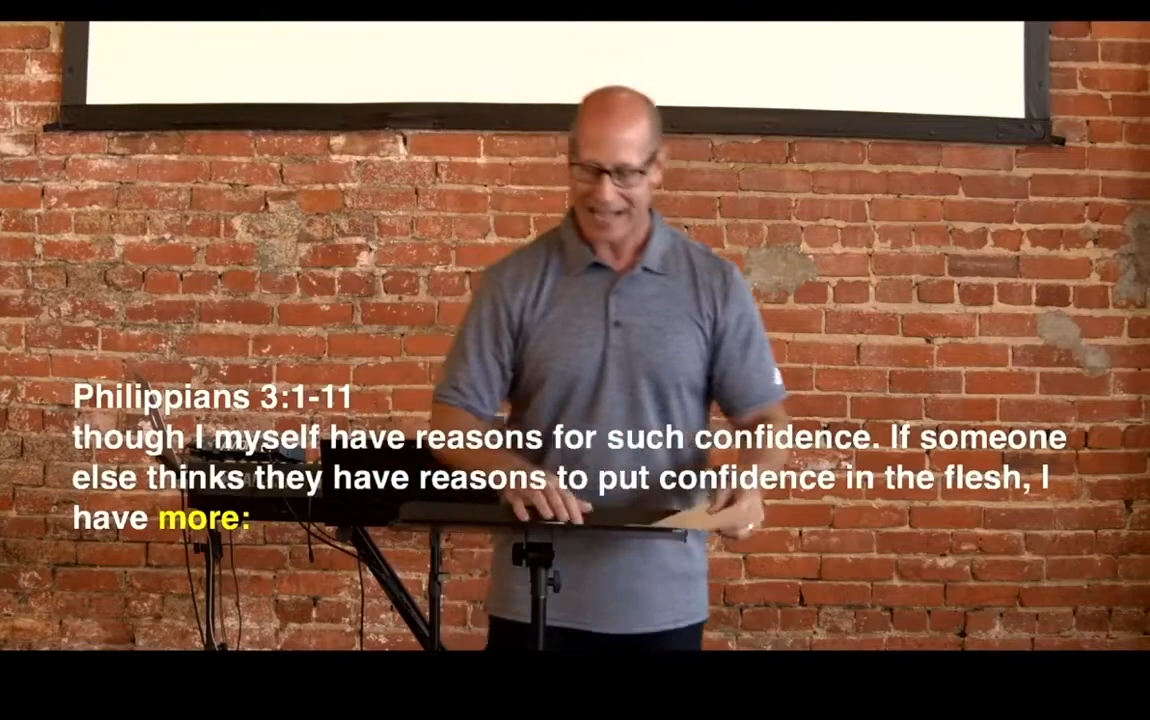 Philippians 3:1-11
though I myself have reasons for such confidence. If someone
else thinks they have reasons to put confidence in the flesh, I
have more: